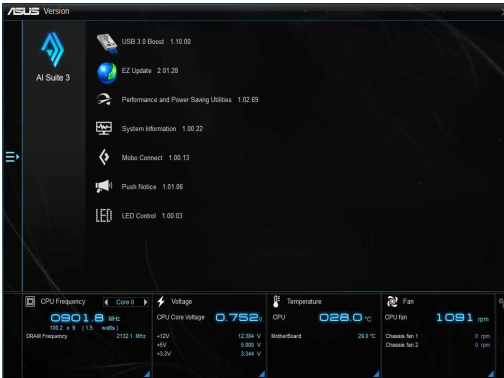 ASUS Version
AI Suite 3
USB 3.0 Boost 1.10.00
EZ Update 2.01.28
Performance and Power Saving Utilities 1.02.69
System Information 1.00.22
Mobo Connect 1.00.13
Push Notice 1.01.06
LED Control 1.00.03
CPU Frequency Core 0
0901.8 MHz
100.2 x 9 (1.5 watts)
DRAM Frequency 2132.1 MHz
Voltage
CPU Core Voltage 0.752V
+12V 12.384 V
+5V 5.000 V
+3.3V 3.344 V
Temperature
CPU 028.0 °C
MotherBoard 29.0 °C
Fan
CPU fan 1091 rpm
Chassis fan 1 0 rpm
Chassis fan 2 0 rpm